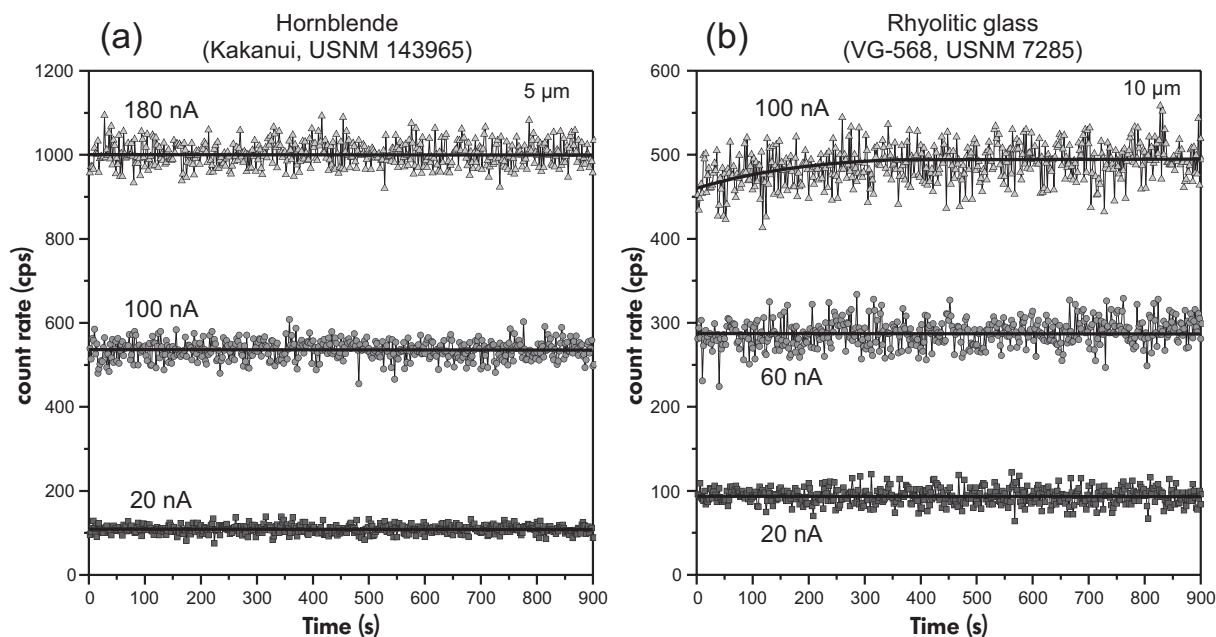 (a)
Hornblende
(Kakanui, USNM 143965)
1200
1000
800
600
400
200
0
count rate (cps)
180 nA
5 µm
100 nA
20 nA
0 100 200 300 400 500 600 700 800 900
Time (s)
(b)
Rhyolitic glass
(VG-568, USNM 7285)
600
500
400
300
200
100
0
count rate (cps)
100 nA
10 µm
60 nA
20 nA
0 100 200 300 400 500 600 700 800 900
Time (s)